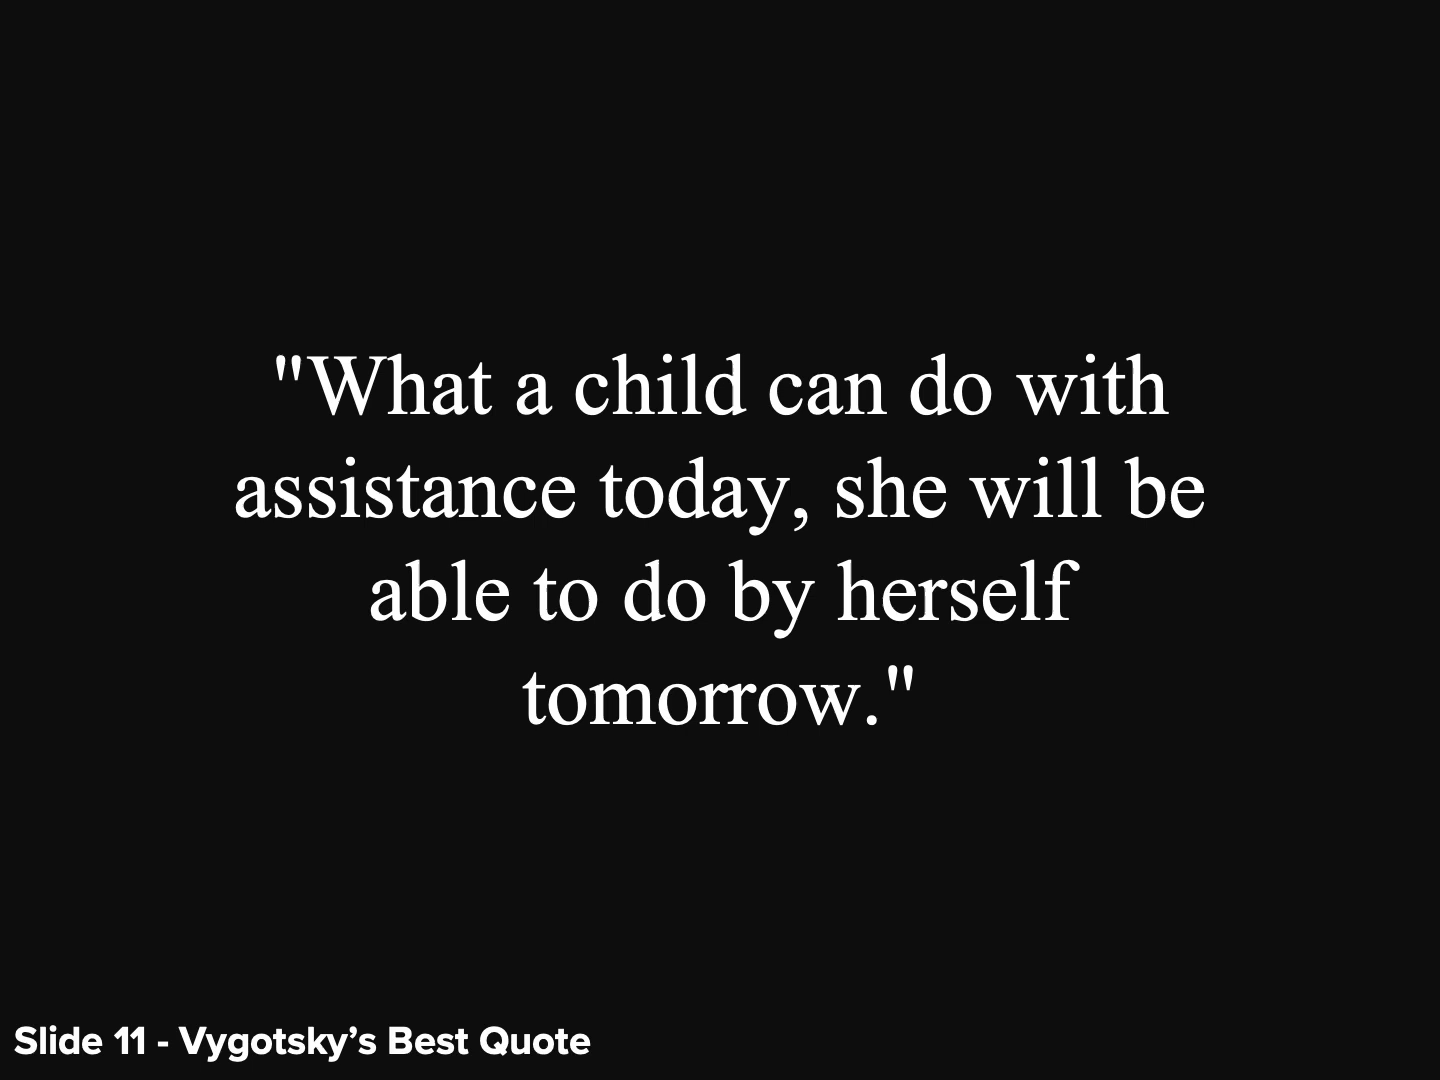 "What a child can do with
assistance today, she will be
able to do by herself
tomorrow."
Slide 11 - Vygotsky’s Best Quote